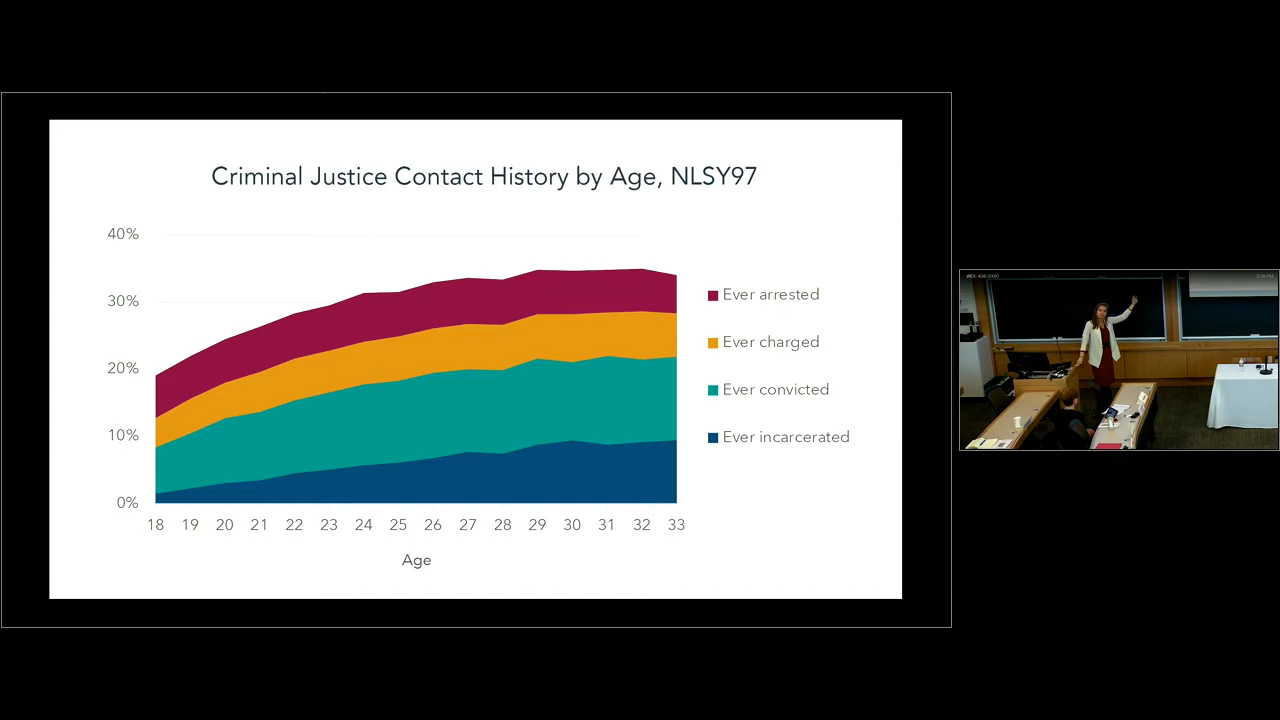 Criminal Justice Contact History by Age, NLSY97
40%
30%
20%
10%
0%
18 19 20 21 22 23 24 25 26 27 28 29 30 31 32 33
Age
Ever arrested
Ever charged
Ever convicted
Ever incarcerated